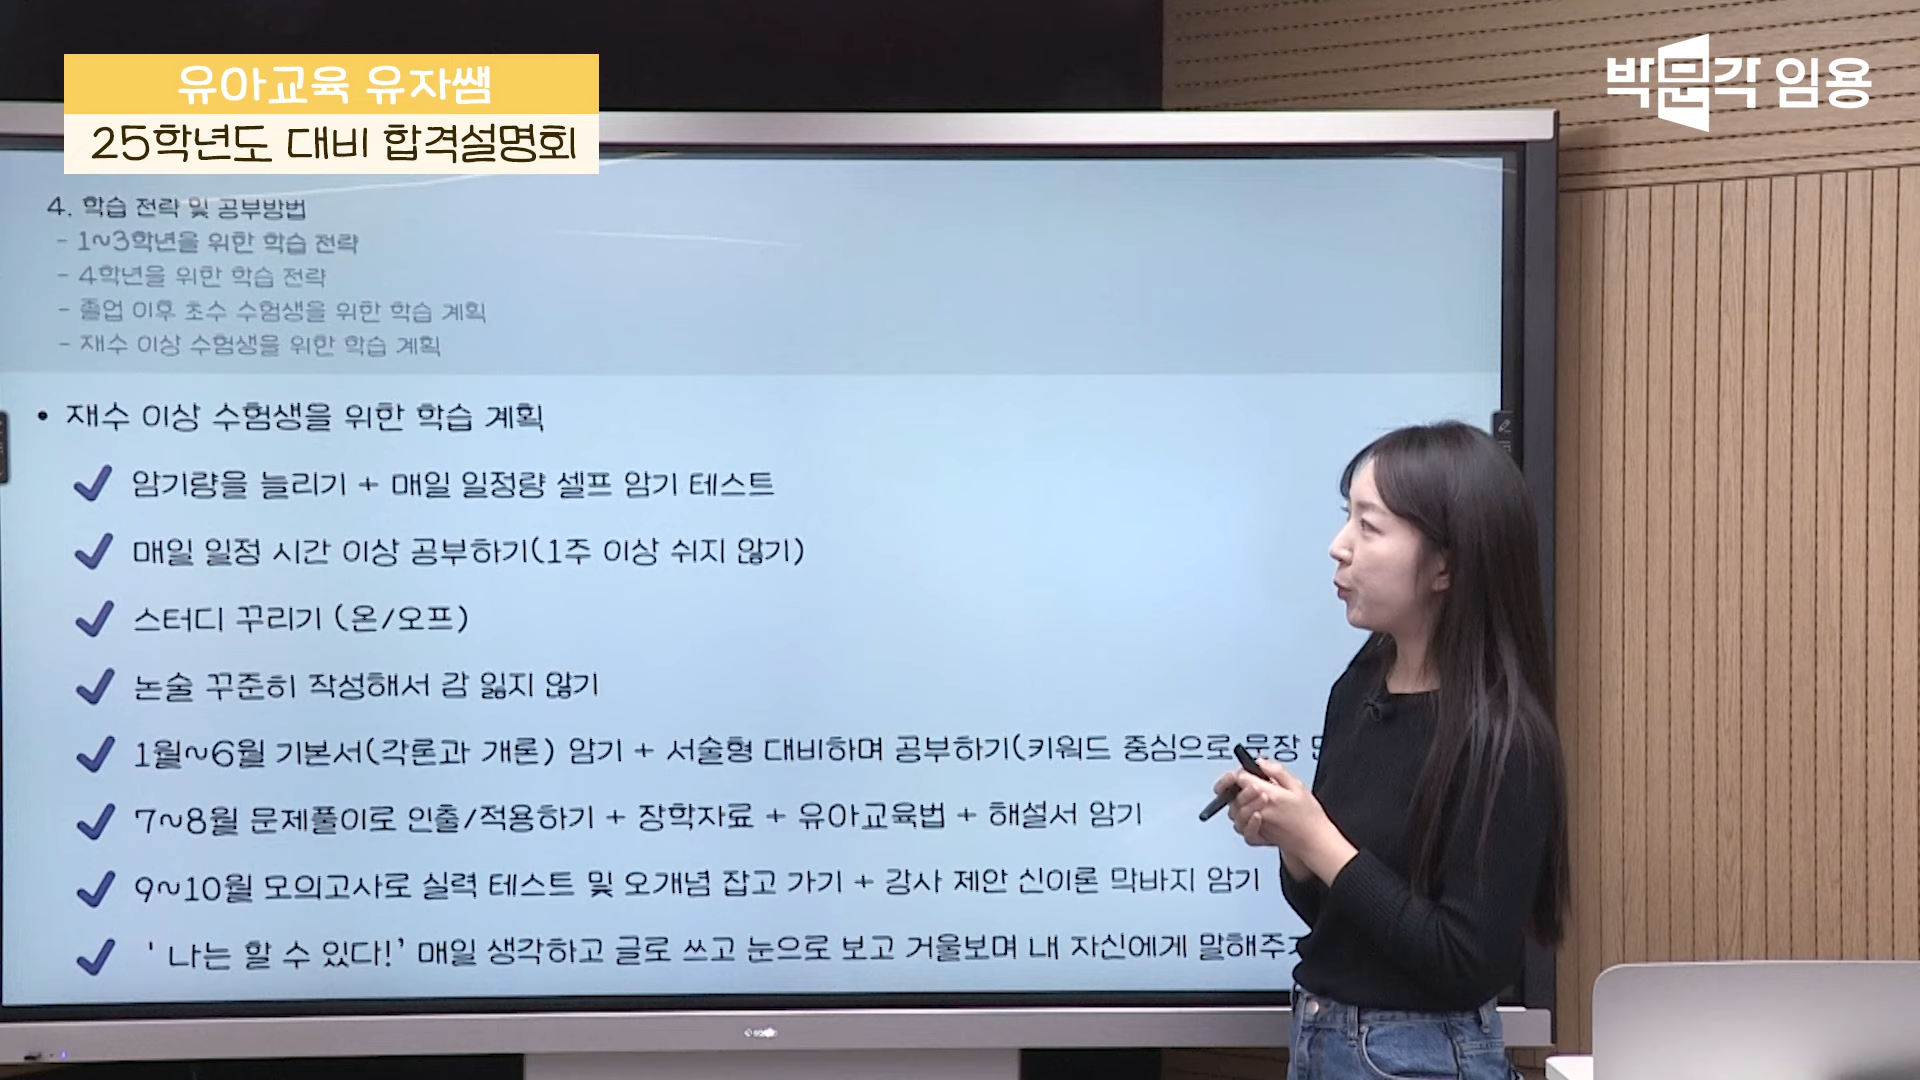 유아교육 유자쌤
25학년도 대비 합격설명회
박문각 임용
4. 학습 전략 및 공부방법
- 1~3학년을 위한 학습 전략
- 4학년을 위한 학습 전략
- 졸업 이후 초수 수험생을 위한 학습 계획
- 재수 이상 수험생을 위한 학습 계획
• 재수 이상 수험생을 위한 학습 계획
✔ 암기량을 늘리기 + 매일 일정량 셀프 암기 테스트
✔ 매일 일정 시간 이상 공부하기(1주 이상 쉬지 않기)
✔ 스터디 꾸리기 (온/오프)
✔ 논술 꾸준히 작성해서 감 잃지 않기
✔ 1월~6월 기본서(각론과 개론) 암기 + 서술형 대비하며 공부하기(키워드 중심으로 문장
✔ 7~8월 문제풀이로 인출/적용하기 + 장학자료 + 유아교육법 + 해설서 암기
✔ 9~10월 모의고사로 실력 테스트 및 오개념 잡고 가기 + 강사 제안 신이론 막바지 암기
✔ ' 나는 할 수 있다!' 매일 생각하고 글로 쓰고 눈으로 보고 거울보며 내 자신에게